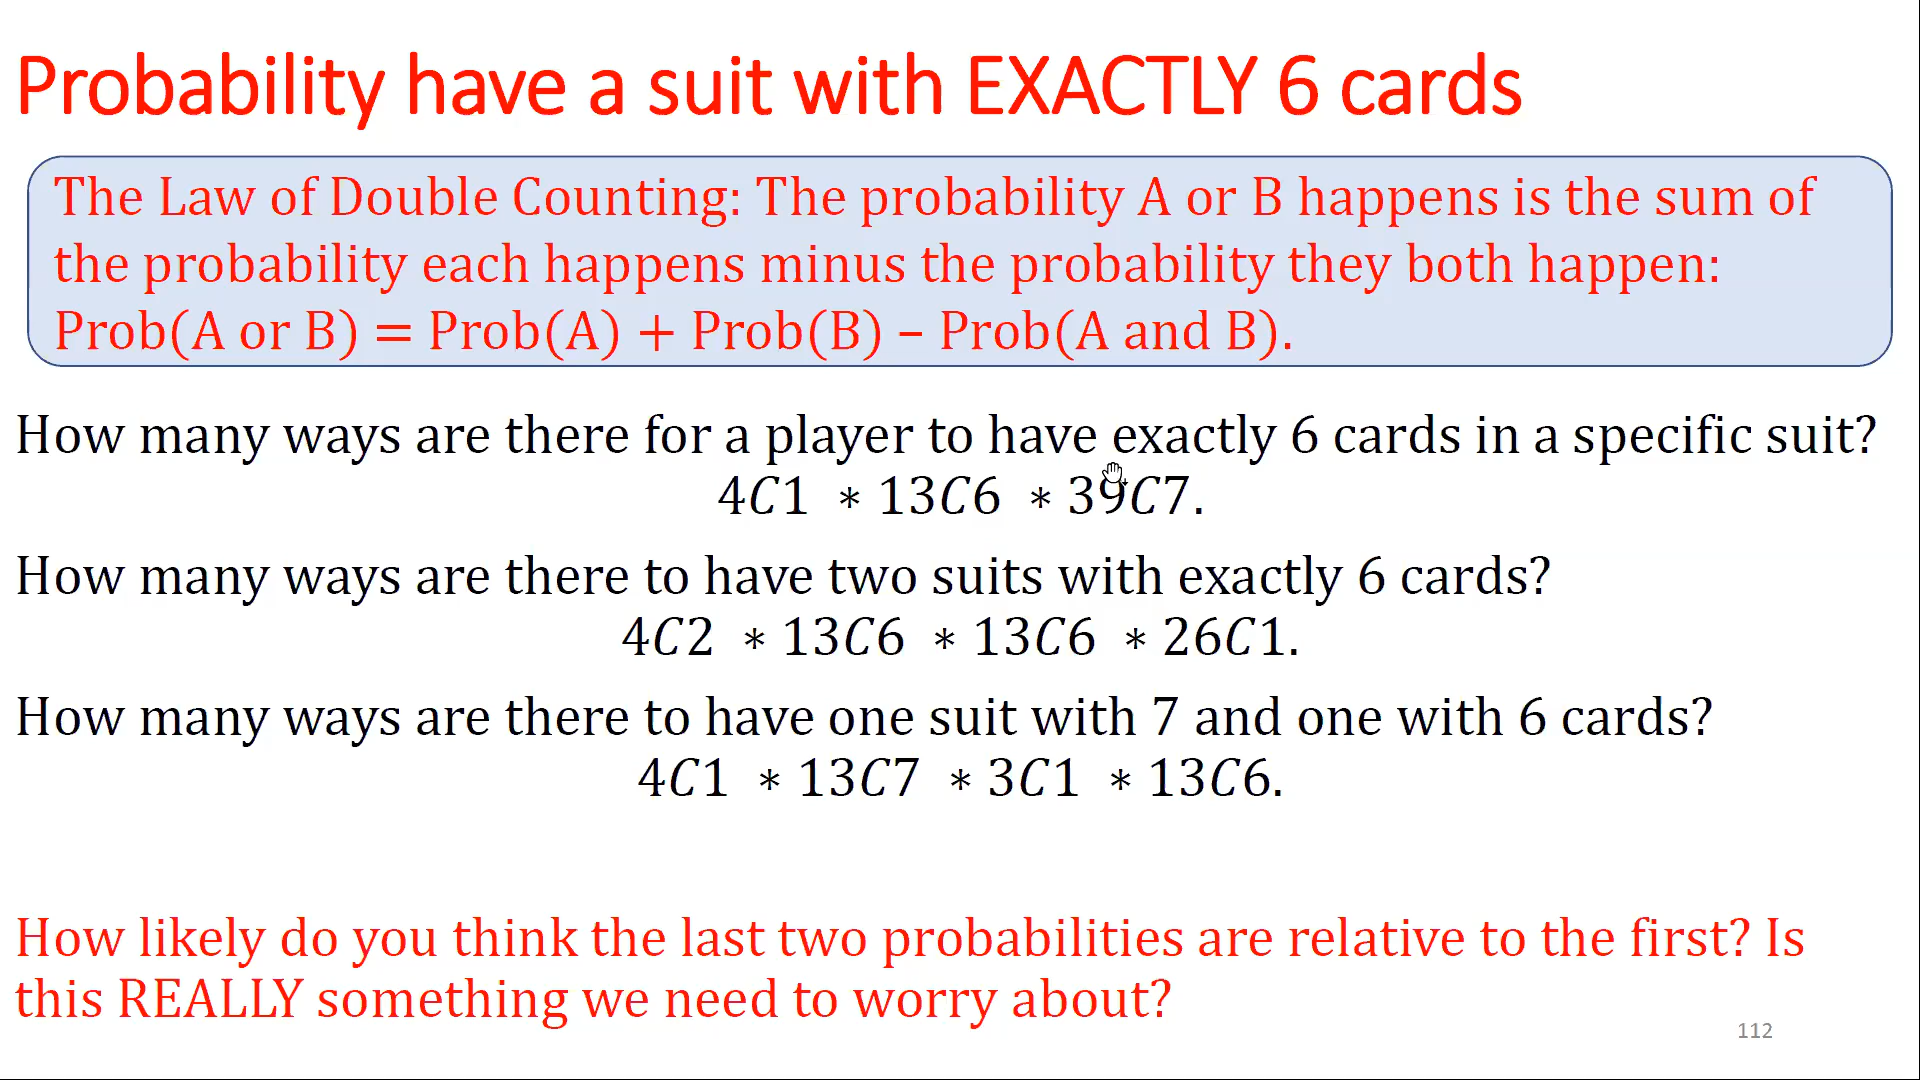 Probability have a suit with EXACTLY 6 cards
The Law of Double Counting: The probability A or B happens is the sum of
the probability each happens minus the probability they both happen:
Prob(A or B) = Prob(A) + Prob(B) – Prob(A and B).
How many ways are there for a player to have exactly 6 cards in a specific suit?
4C1 * 13C6 * 39C7.
How many ways are there to have two suits with exactly 6 cards?
4C2 * 13C6 * 13C6 * 26C1.
How many ways are there to have one suit with 7 and one with 6 cards?
4C1 * 13C7 * 3C1 * 13C6.
How likely do you think the last two probabilities are relative to the first? Is
this REALLY something we need to worry about?
112